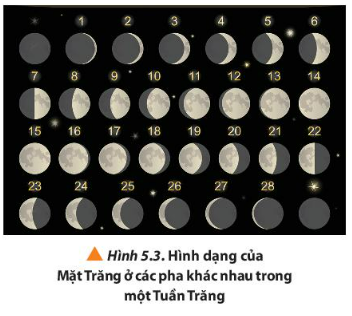 1 2 3 4 5 6
7 8 9 10 11 12 13 14
15 16 17 18 19 20 21 22
23 24 25 26 27 28
Hình 5.3. Hình dạng của
Mặt Trăng ở các pha khác nhau trong
một Tuần Trăng